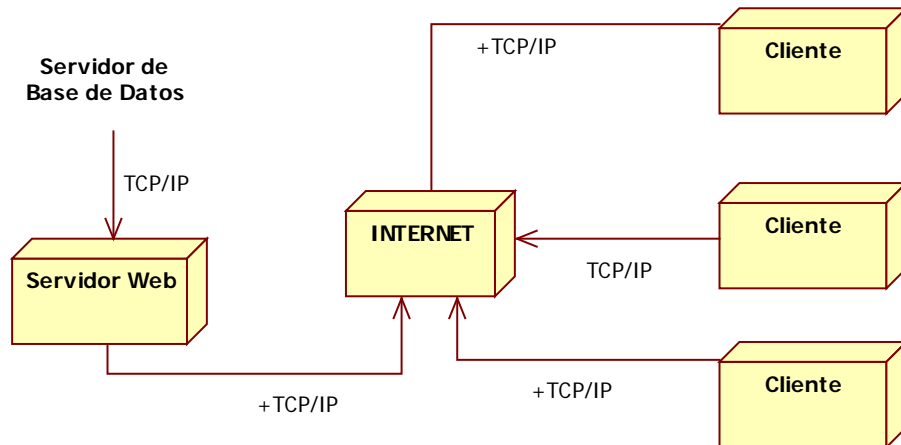 +TCP/IP
Cliente
Servidor de
Base de Datos
TCP/IP
INTERNET
Cliente
TCP/IP
Servidor Web
+TCP/IP
+TCP/IP
Cliente